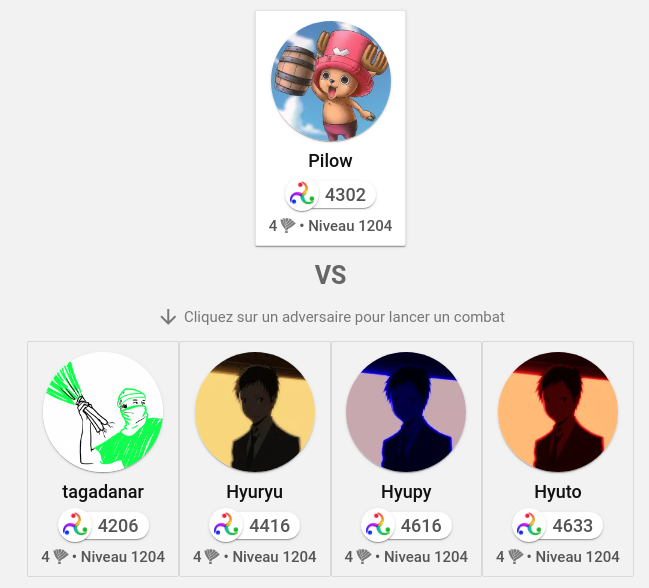 Pilow
4302
4 • Niveau 1204
VS
Cliquez sur un adversaire pour lancer un combat
tagadanar
4206
4 • Niveau 1204
Hyuryu
4416
4 • Niveau 1204
Hyupy
4616
4 • Niveau 1204
Hyuto
4633
4 • Niveau 1204